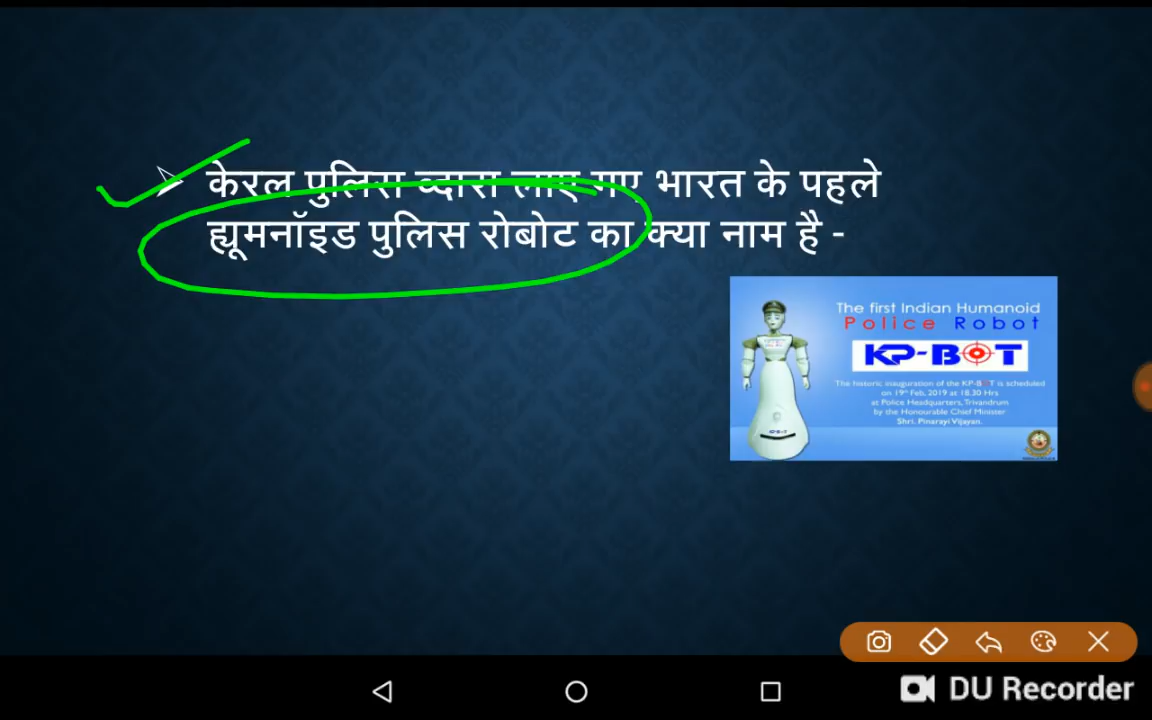 केरल पुलिस व्दारा लाए गए भारत के पहले
ह्यूमनॉइड पुलिस रोबोट का क्या नाम है -
The first Indian Humanoid
Police Robot
KP-BOT
The historic inauguration of the KP-BOT is scheduled
on 19th Feb, 2019 at 18.30 Hrs
at Police Headquarters, Trivandrum
by the Honourable Chief Minister
Shri. Pinarayi Vijayan.
KP-BOT
DU Recorder